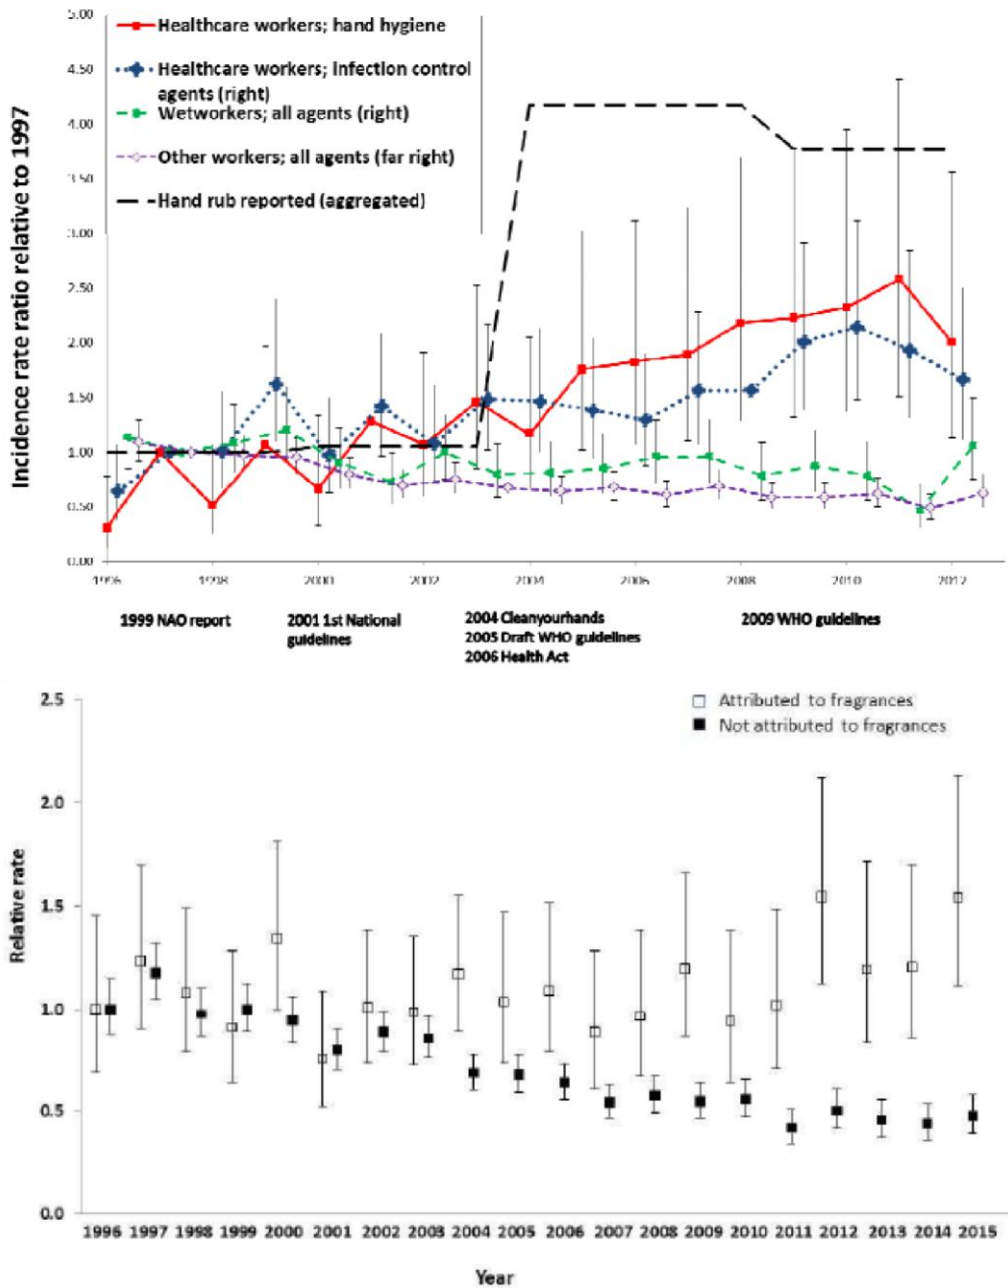 5.00
4.50
4.00
3.50
3.00
2.50
2.00
1.50
1.00
0.50
0.00
Incidence rate ratio relative to 1997
Healthcare workers; hand hygiene
Healthcare workers; infection control
agents (right)
Wetworkers; all agents (right)
Other workers; all agents (far right)
Hand rub reported (aggregated)
1996 1998 2000 2002 2004 2006 2008 2010 2012
1999 NAO report
2001 1st National
guidelines
2004 Cleanyourhands
2005 Draft WHO guidelines
2006 Health Act
2009 WHO guidelines
Attributed to fragrances
Not attributed to fragrances
2.5
2.0
1.5
1.0
0.5
0.0
Relative rate
1996 1997 1998 1999 2000 2001 2002 2003 2004 2005 2006 2007 2008 2009 2010 2011 2012 2013 2014 2015
Year